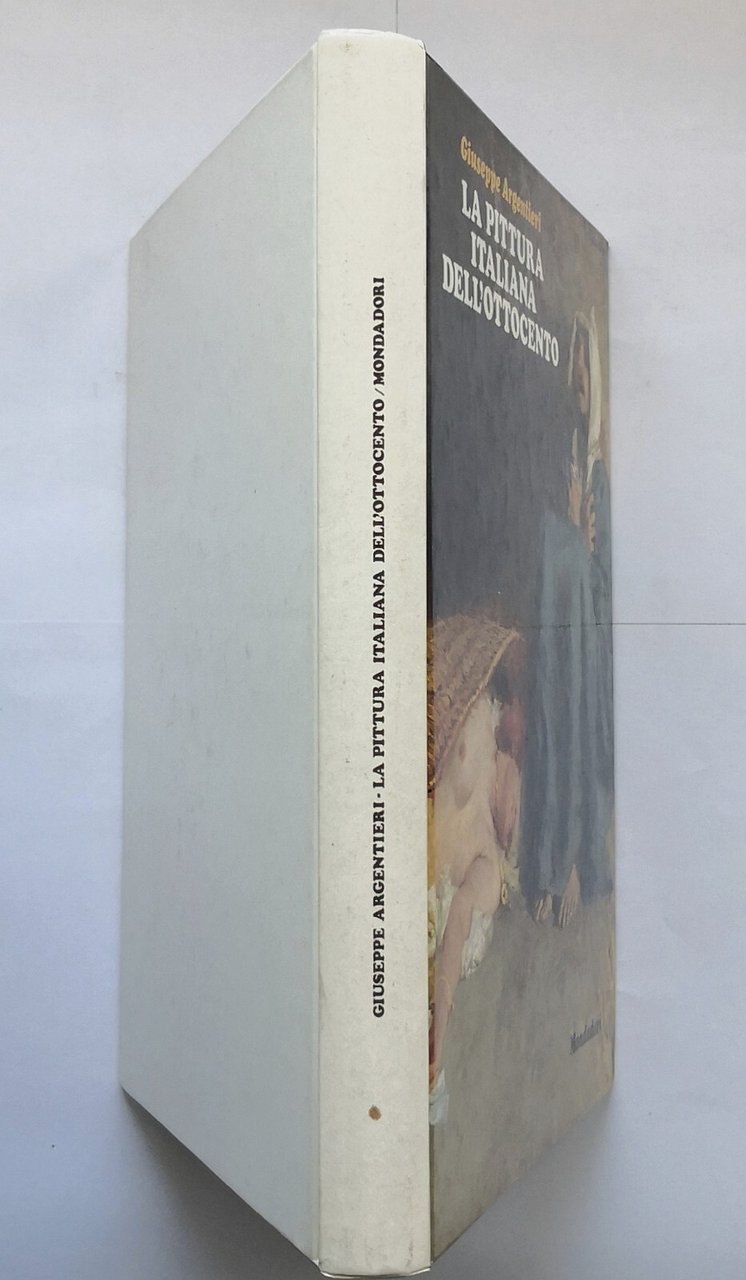 GIUSEPPE ARGENTIERI - LA PITTURA ITALIANA DELL'OTTOCENTO / MONDADORI
Giuseppe Argentieri
LA PITTURA
ITALIANA
DELL'OTTOCENTO
Mondadori